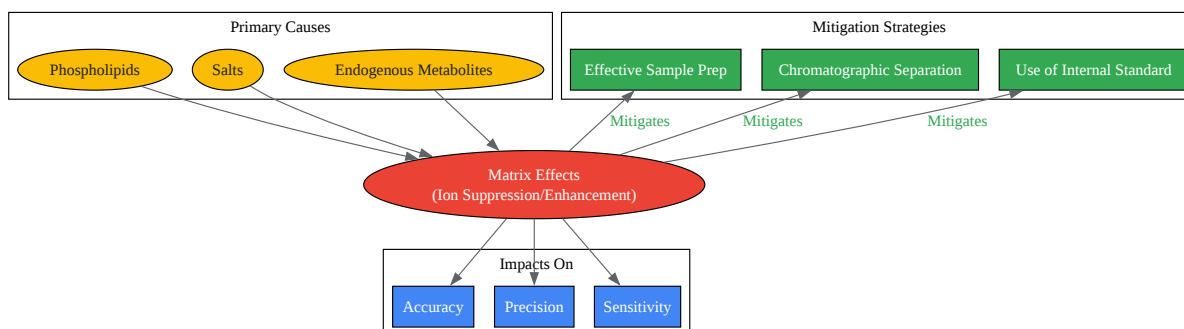 Primary Causes
Mitigation Strategies
Phospholipids
Salts
Endogenous Metabolites
Effective Sample Prep
Chromatographic Separation
Use of Internal Standard
Mitigates
Mitigates
Mitigates
Matrix Effects
(Ion Suppression/Enhancement)
Impacts On
Accuracy
Precision
Sensitivity